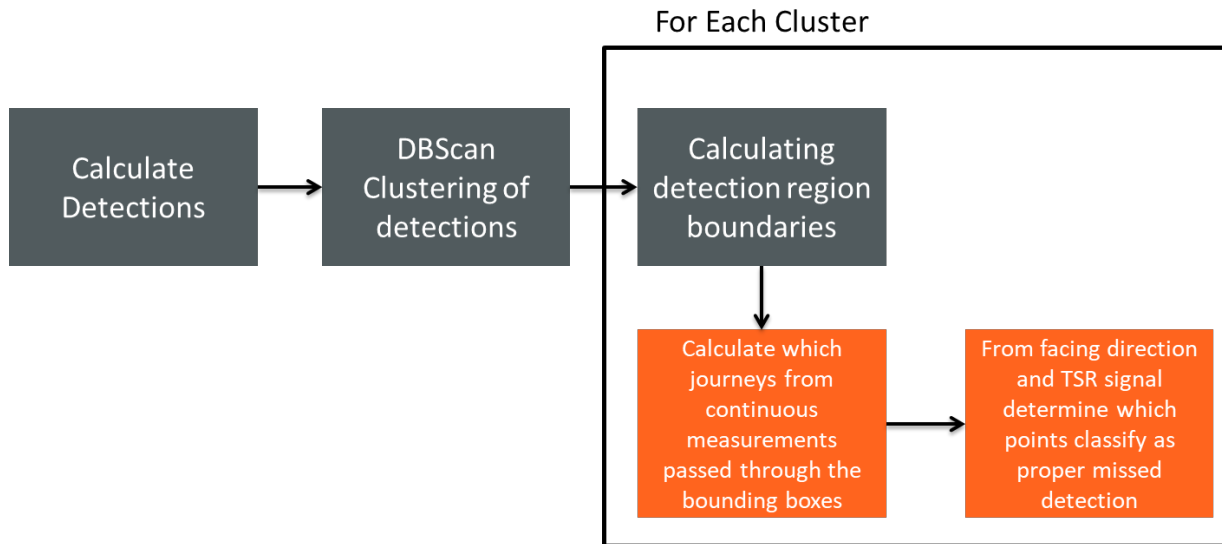 For Each Cluster
Calculate
Detections
DBScan
Clustering of
detections
Calculating
detection region
boundaries
Calculate which
journeys from
continuous
measurements
passed through the
bounding boxes
From facing direction
and TSR signal
determine which
points classify as
proper missed
detection